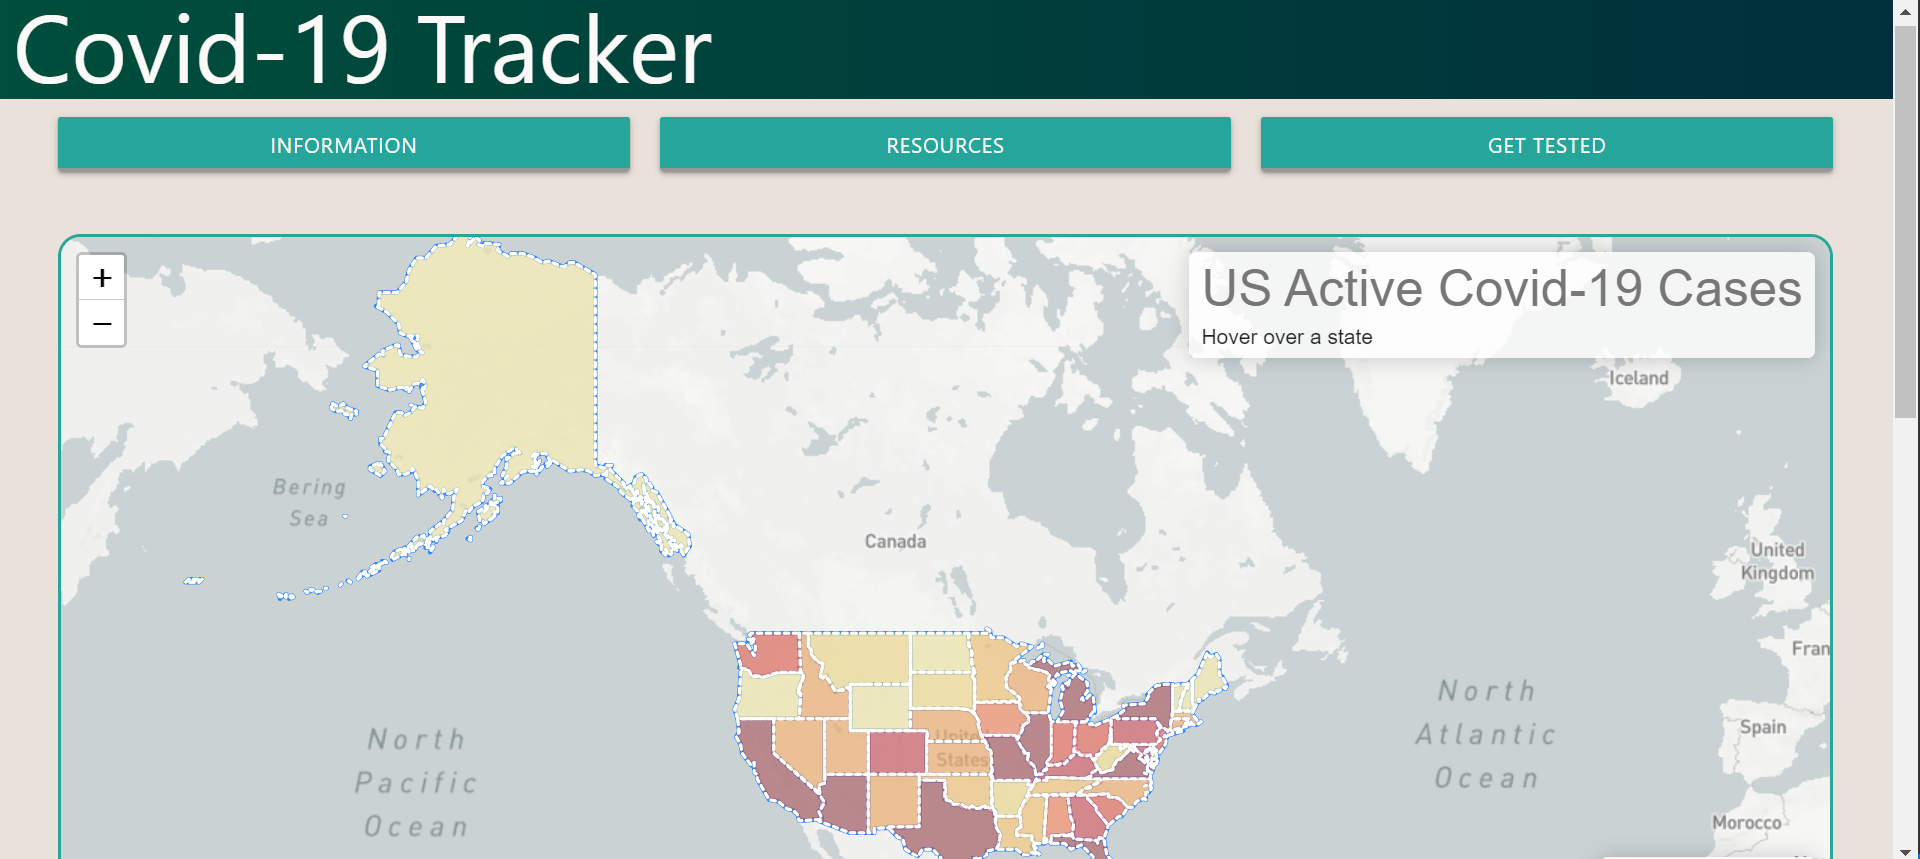 Covid-19 Tracker
INFORMATION
RESOURCES
GET TESTED
+
−
US Active Covid-19 Cases
Hover over a state
Iceland
Bering
Sea
Canada
United
Kingdom
Fran
North
Pacific
Ocean
United
States
North
Atlantic
Ocean
Spain
Morocco